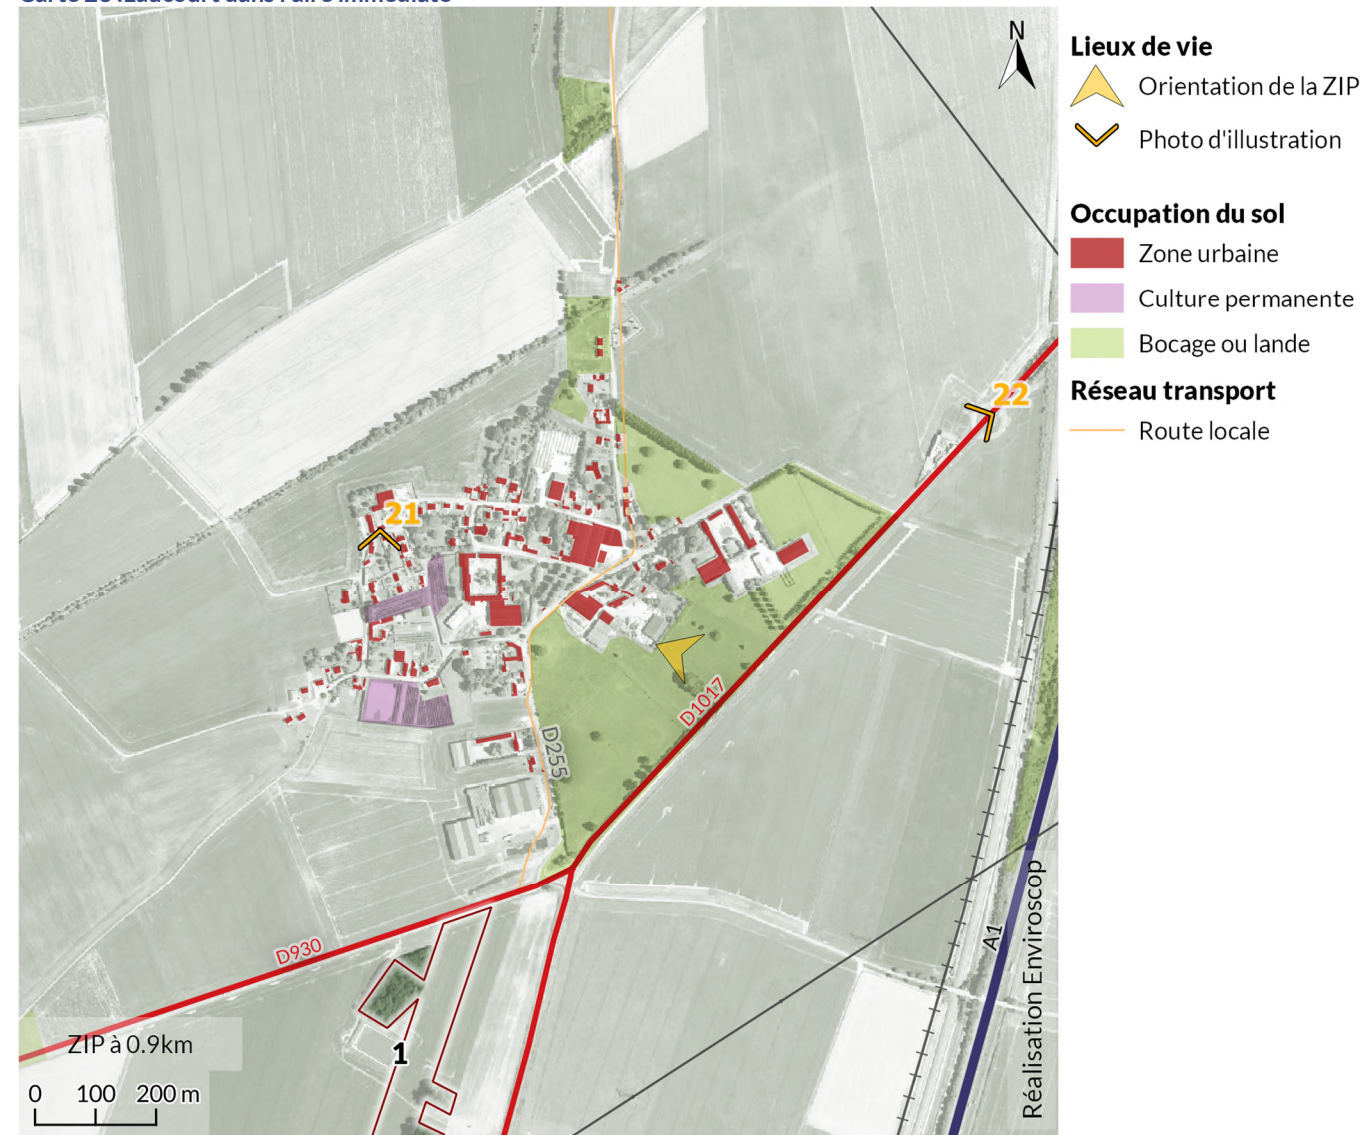 N
22
21
D1017
D255
D930
A1
1
ZIP à 0.9km
0 100 200 m
Réalisation Enviroscop
Lieux de vie
Orientation de la ZIP
Photo d'illustration
Occupation du sol
Zone urbaine
Culture permanente
Bocage ou lande
Réseau transport
Route locale